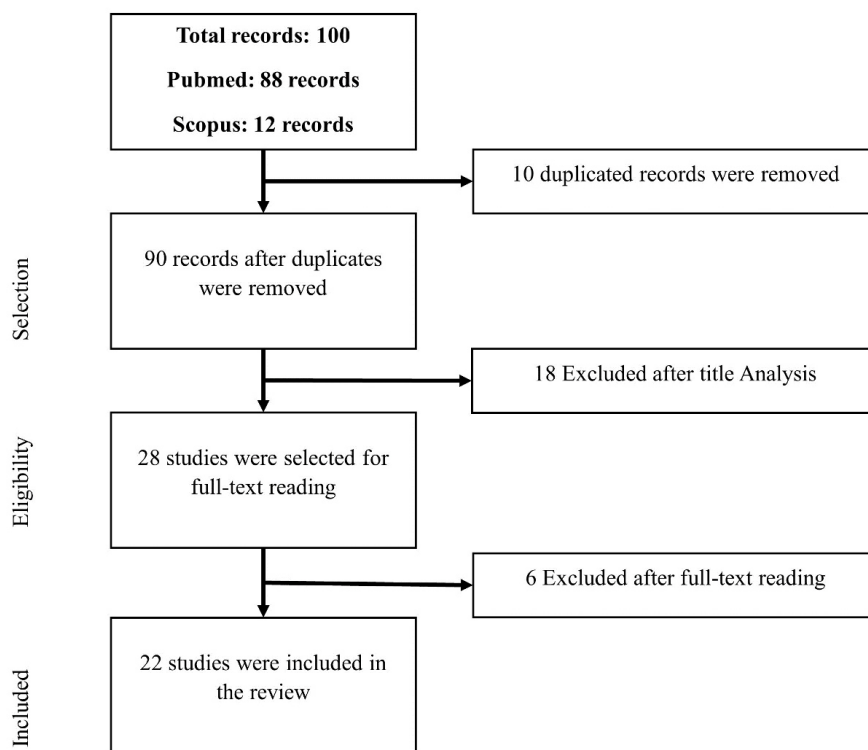 Total records: 100
Pubmed: 88 records
Scopus: 12 records
10 duplicated records were removed
Selection
90 records after duplicates
were removed
18 Excluded after title Analysis
Eligibility
28 studies were selected for
full-text reading
6 Excluded after full-text reading
Included
22 studies were included in
the review